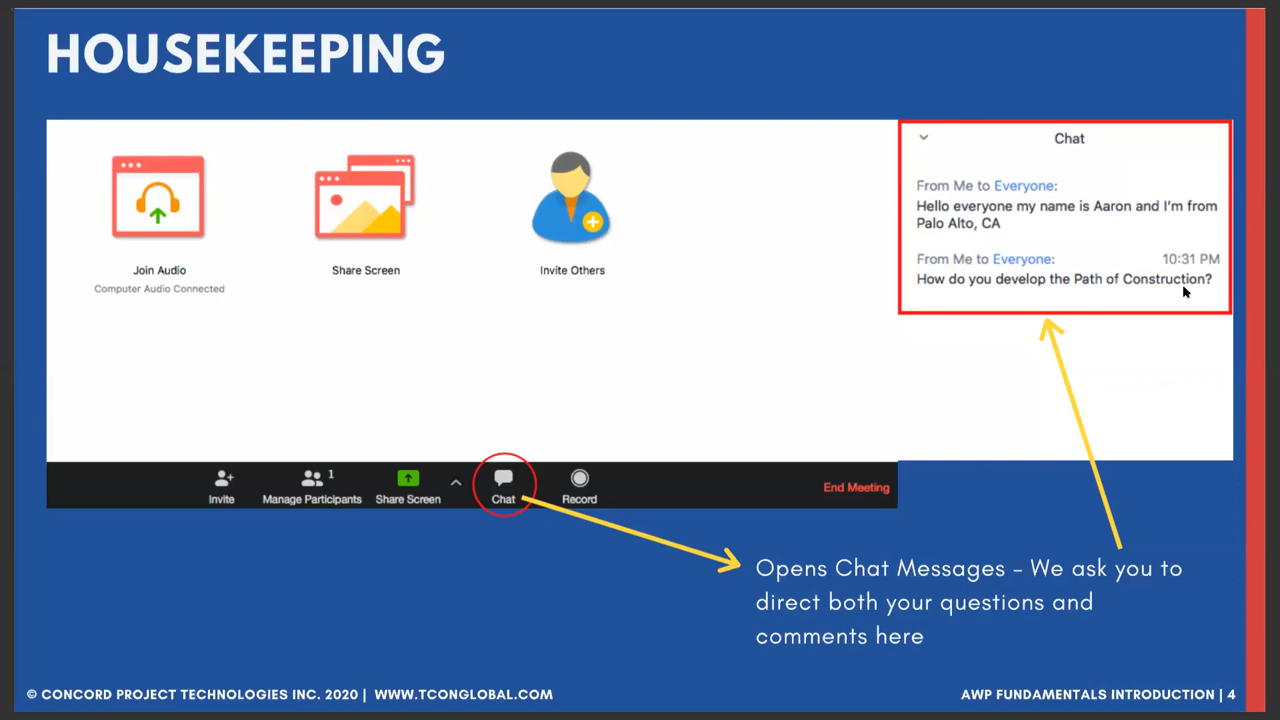 HOUSEKEEPING
Join Audio
Computer Audio Connected
Share Screen
Invite Others
Chat
From Me to Everyone:
Hello everyone my name is Aaron and I'm from
Palo Alto, CA
From Me to Everyone: 10:31 PM
How do you develop the Path of Construction?
1
Invite
Manage Participants
Share Screen
Chat
Record
End Meeting
Opens Chat Messages - We ask you to
direct both your questions and
comments here
© CONCORD PROJECT TECHNOLOGIES INC. 2020 | WWW.TCONGLOBAL.COM
AWP FUNDAMENTALS INTRODUCTION | 4